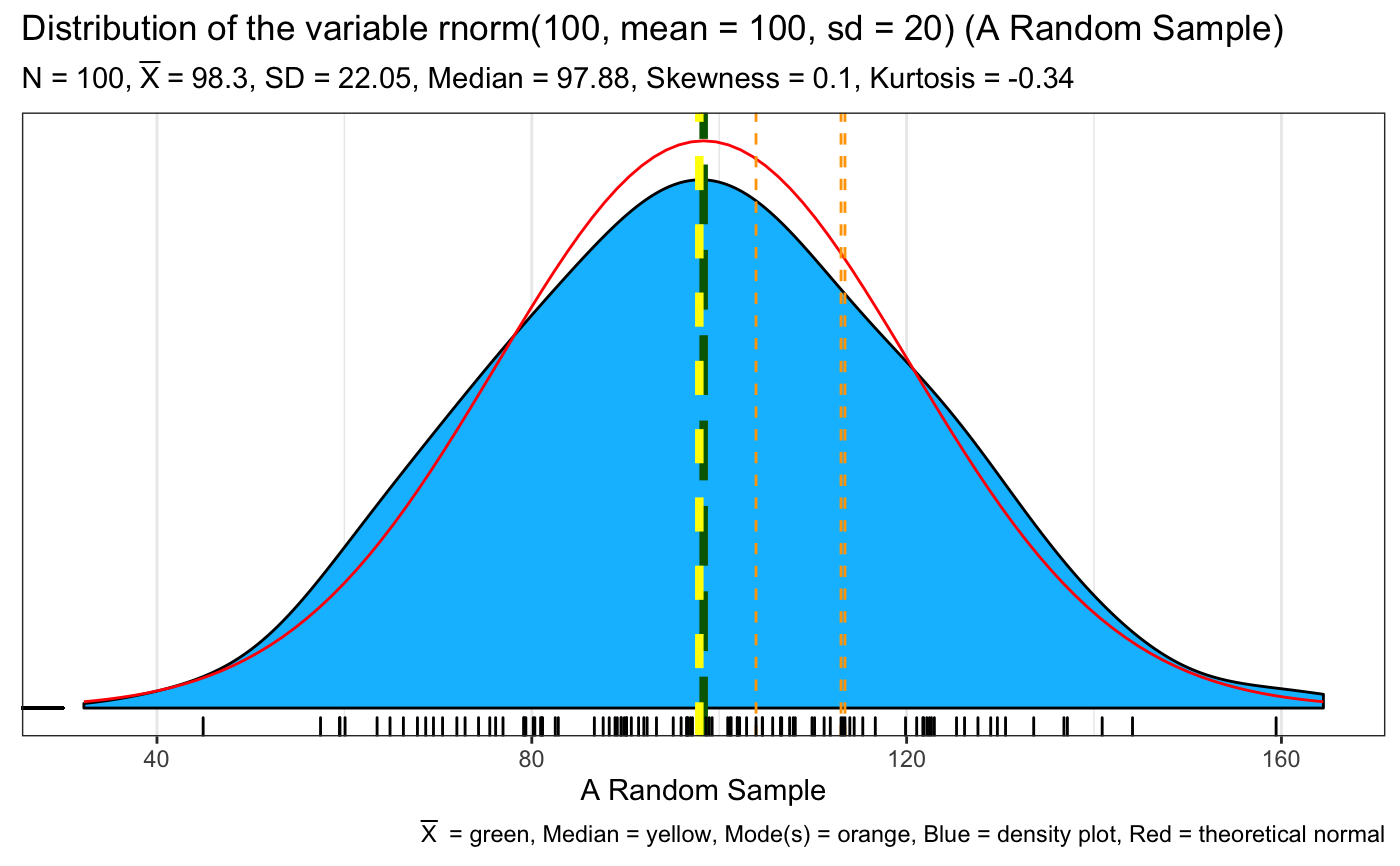 Distribution of the variable rnorm(100, mean = 100, sd = 20) (A Random Sample)
N = 100, X̅ = 98.3, SD = 22.05, Median = 97.88, Skewness = 0.1, Kurtosis = -0.34
40 80 120 160
A Random Sample
X̅ = green, Median = yellow, Mode(s) = orange, Blue = density plot, Red = theoretical normal